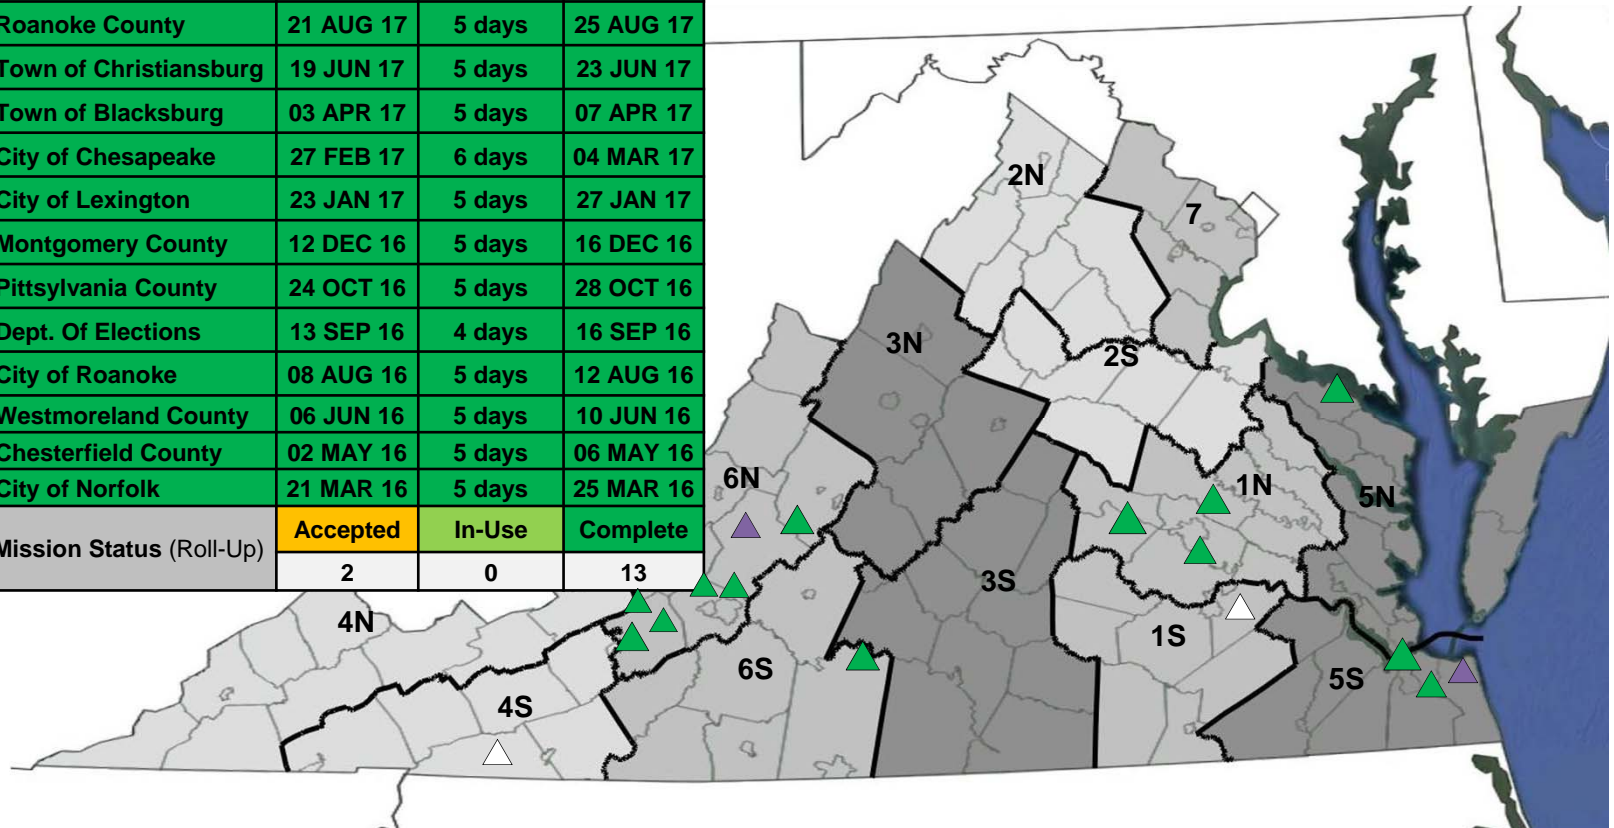 Roanoke County 21 AUG 17 5 days 25 AUG 17
Town of Christiansburg 19 JUN 17 5 days 23 JUN 17
Town of Blacksburg 03 APR 17 5 days 07 APR 17
City of Chesapeake 27 FEB 17 6 days 04 MAR 17
City of Lexington 23 JAN 17 5 days 27 JAN 17
Montgomery County 12 DEC 16 5 days 16 DEC 16
Pittsylvania County 24 OCT 16 5 days 28 OCT 16
Dept. Of Elections 13 SEP 16 4 days 16 SEP 16
City of Roanoke 08 AUG 16 5 days 12 AUG 16
Westmoreland County 06 JUN 16 5 days 10 JUN 16
Chesterfield County 02 MAY 16 5 days 06 MAY 16
City of Norfolk 21 MAR 16 5 days 25 MAR 16
Mission Status (Roll-Up) Accepted In-Use Complete
2 0 13
2N
7
3N
2S
6N
1N
5N
3S
4N
1S
6S
5S
4S